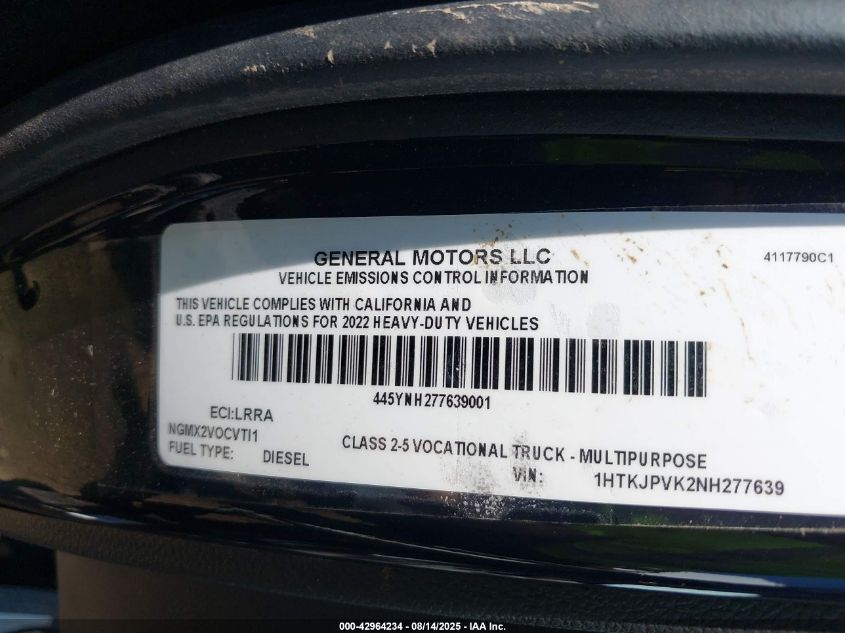 GENERAL MOTORS LLC
4117790C1
VEHICLE EMISSIONS CONTROL INFORMATION
THIS VEHICLE COMPLIES WITH CALIFORNIA AND
U.S. EPA REGULATIONS FOR 2022 HEAVY-DUTY VEHICLES
445YNH277639001
ECI:LRRA
NGMX2VOCVTI1
FUEL TYPE: DIESEL
CLASS 2-5 VOCATIONAL TRUCK - MULTIPURPOSE
VIN: 1HTKJPVK2NH277639
000-42964234 - 08/14/2025 - IAA Inc.